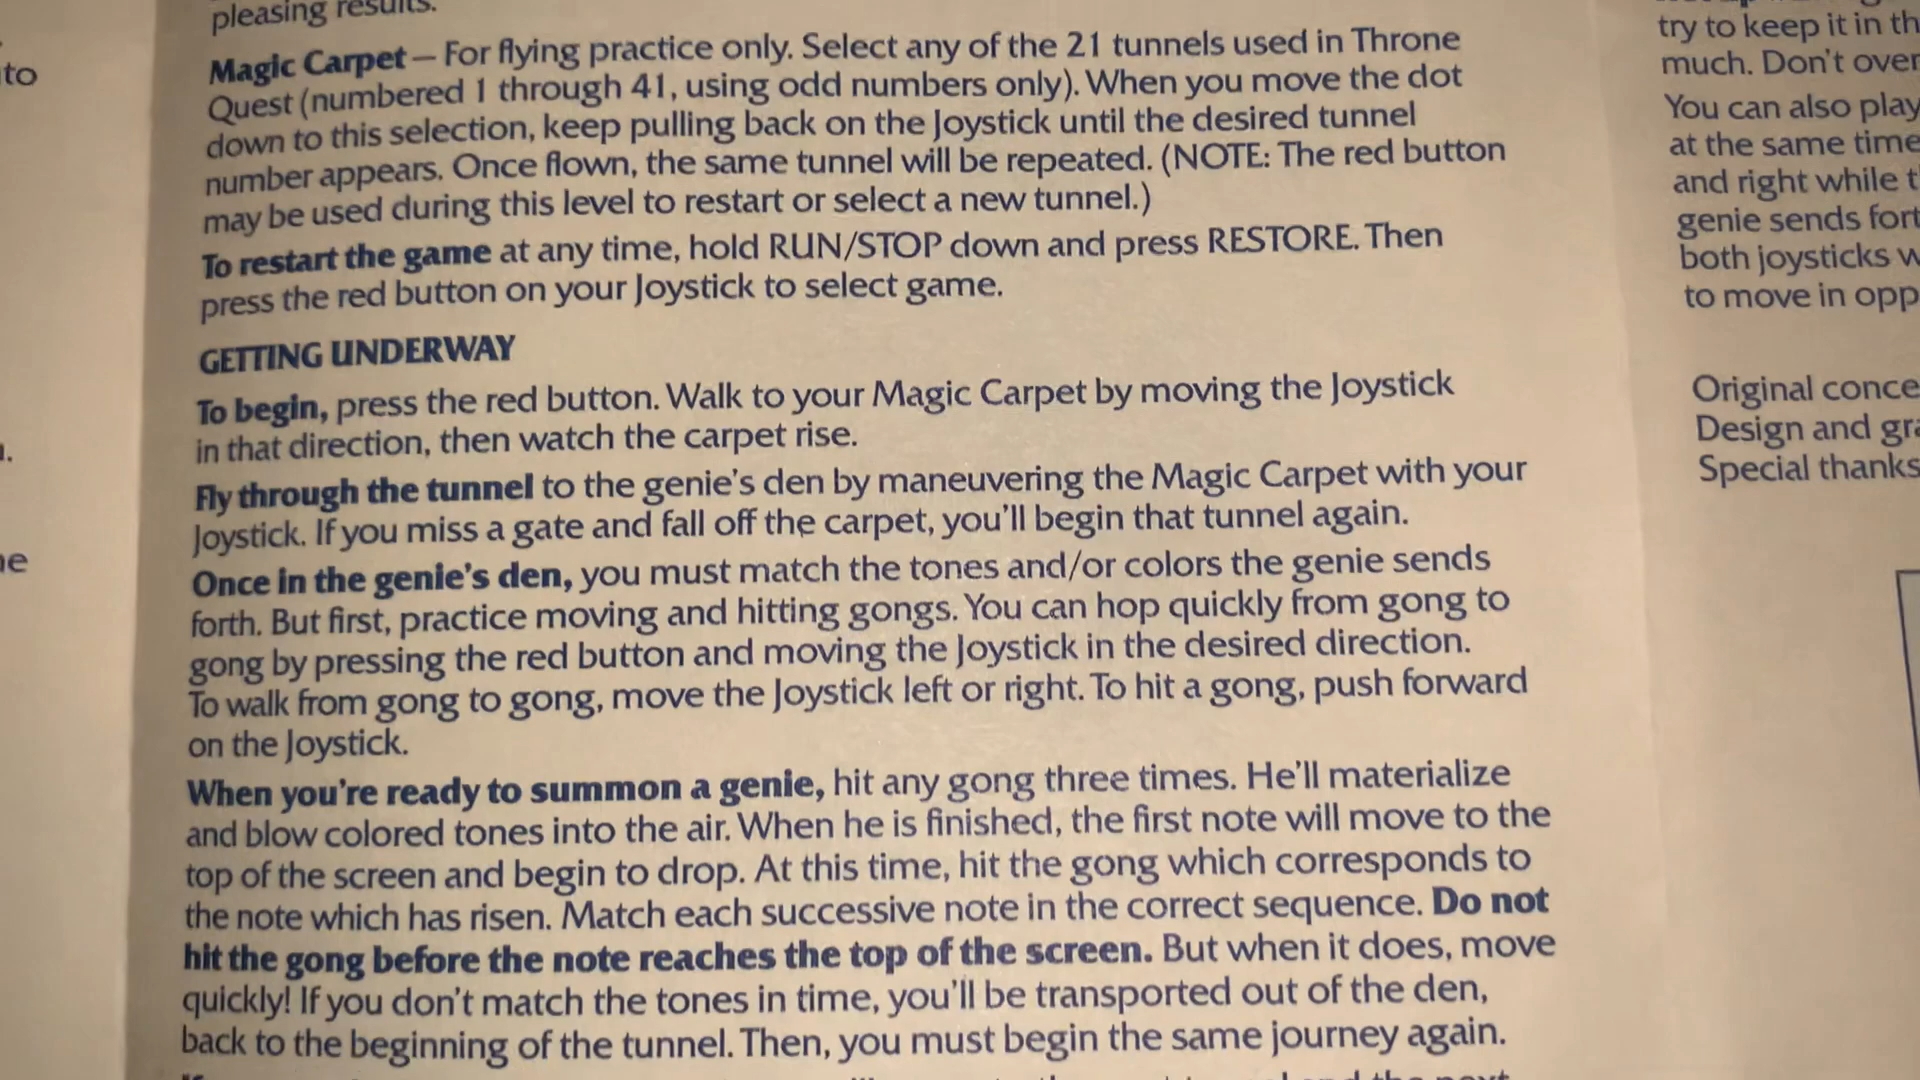 pleasing results.
Magic Carpet — For flying practice only. Select any of the 21 tunnels used in Throne
Quest (numbered 1 through 41, using odd numbers only). When you move the dot
down to this selection, keep pulling back on the Joystick until the desired tunnel
number appears. Once flown, the same tunnel will be repeated. (NOTE: The red button
may be used during this level to restart or select a new tunnel.)
To restart the game at any time, hold RUN/STOP down and press RESTORE. Then
press the red button on your Joystick to select game.
GETTING UNDERWAY
To begin, press the red button. Walk to your Magic Carpet by moving the Joystick
in that direction, then watch the carpet rise.
Fly through the tunnel to the genie's den by maneuvering the Magic Carpet with your
Joystick. If you miss a gate and fall off the carpet, you'll begin that tunnel again.
Once in the genie's den, you must match the tones and/or colors the genie sends
forth. But first, practice moving and hitting gongs. You can hop quickly from gong to
gong by pressing the red button and moving the Joystick in the desired direction.
To walk from gong to gong, move the Joystick left or right. To hit a gong, push forward
on the Joystick.
When you're ready to summon a genie, hit any gong three times. He'll materialize
and blow colored tones into the air. When he is finished, the first note will move to the
top of the screen and begin to drop. At this time, hit the gong which corresponds to
the note which has risen. Match each successive note in the correct sequence. Do not
hit the gong before the note reaches the top of the screen. But when it does, move
quickly! If you don't match the tones in time, you'll be transported out of the den,
back to the beginning of the tunnel. Then, you must begin the same journey again.
try to keep it in th
much. Don't over
You can also play
at the same time
and right while t
genie sends fort
both joysticks w
to move in opp
Original conce
Design and gra
Special thanks